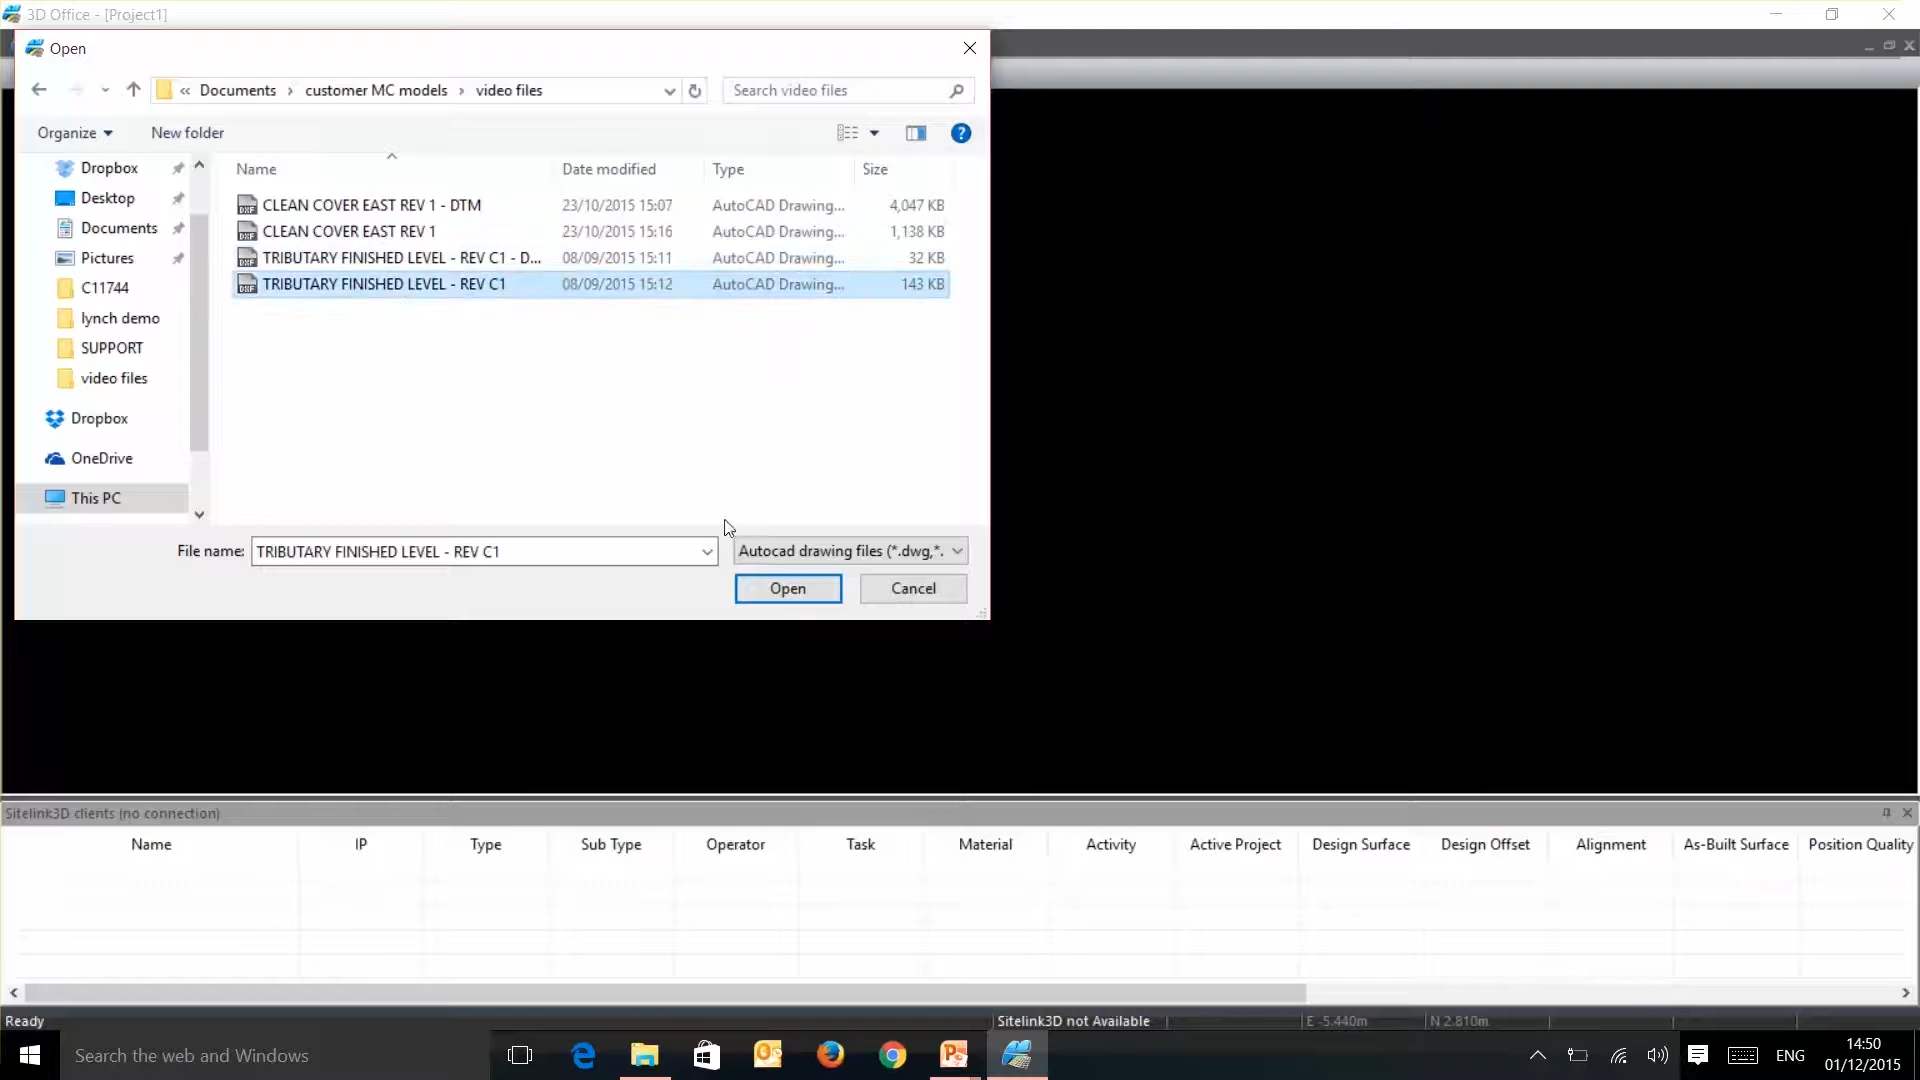 3D Office - [Project1]
Open
« Documents › customer MC models › video files
Search video files
Organize
New folder
Name Date modified Type Size
CLEAN COVER EAST REV 1 - DTM 23/10/2015 15:07 AutoCAD Drawing... 4,047 KB
CLEAN COVER EAST REV 1 23/10/2015 15:16 AutoCAD Drawing... 1,138 KB
TRIBUTARY FINISHED LEVEL - REV C1 - D... 08/09/2015 15:11 AutoCAD Drawing... 32 KB
TRIBUTARY FINISHED LEVEL - REV C1 08/09/2015 15:12 AutoCAD Drawing... 143 KB
Dropbox
Desktop
Documents
Pictures
C11744
lynch demo
SUPPORT
video files
Dropbox
OneDrive
This PC
File name: TRIBUTARY FINISHED LEVEL - REV C1
Autocad drawing files (*.dwg,*.
Open
Cancel
Sitelink3D clients (no connection)
Name IP Type Sub Type Operator Task Material Activity Active Project Design Surface Design Offset Alignment As-Built Surface Position Quality
Ready
Sitelink3D not Available
E -5.440m
N 2.810m
Search the web and Windows
ENG
14:50
01/12/2015